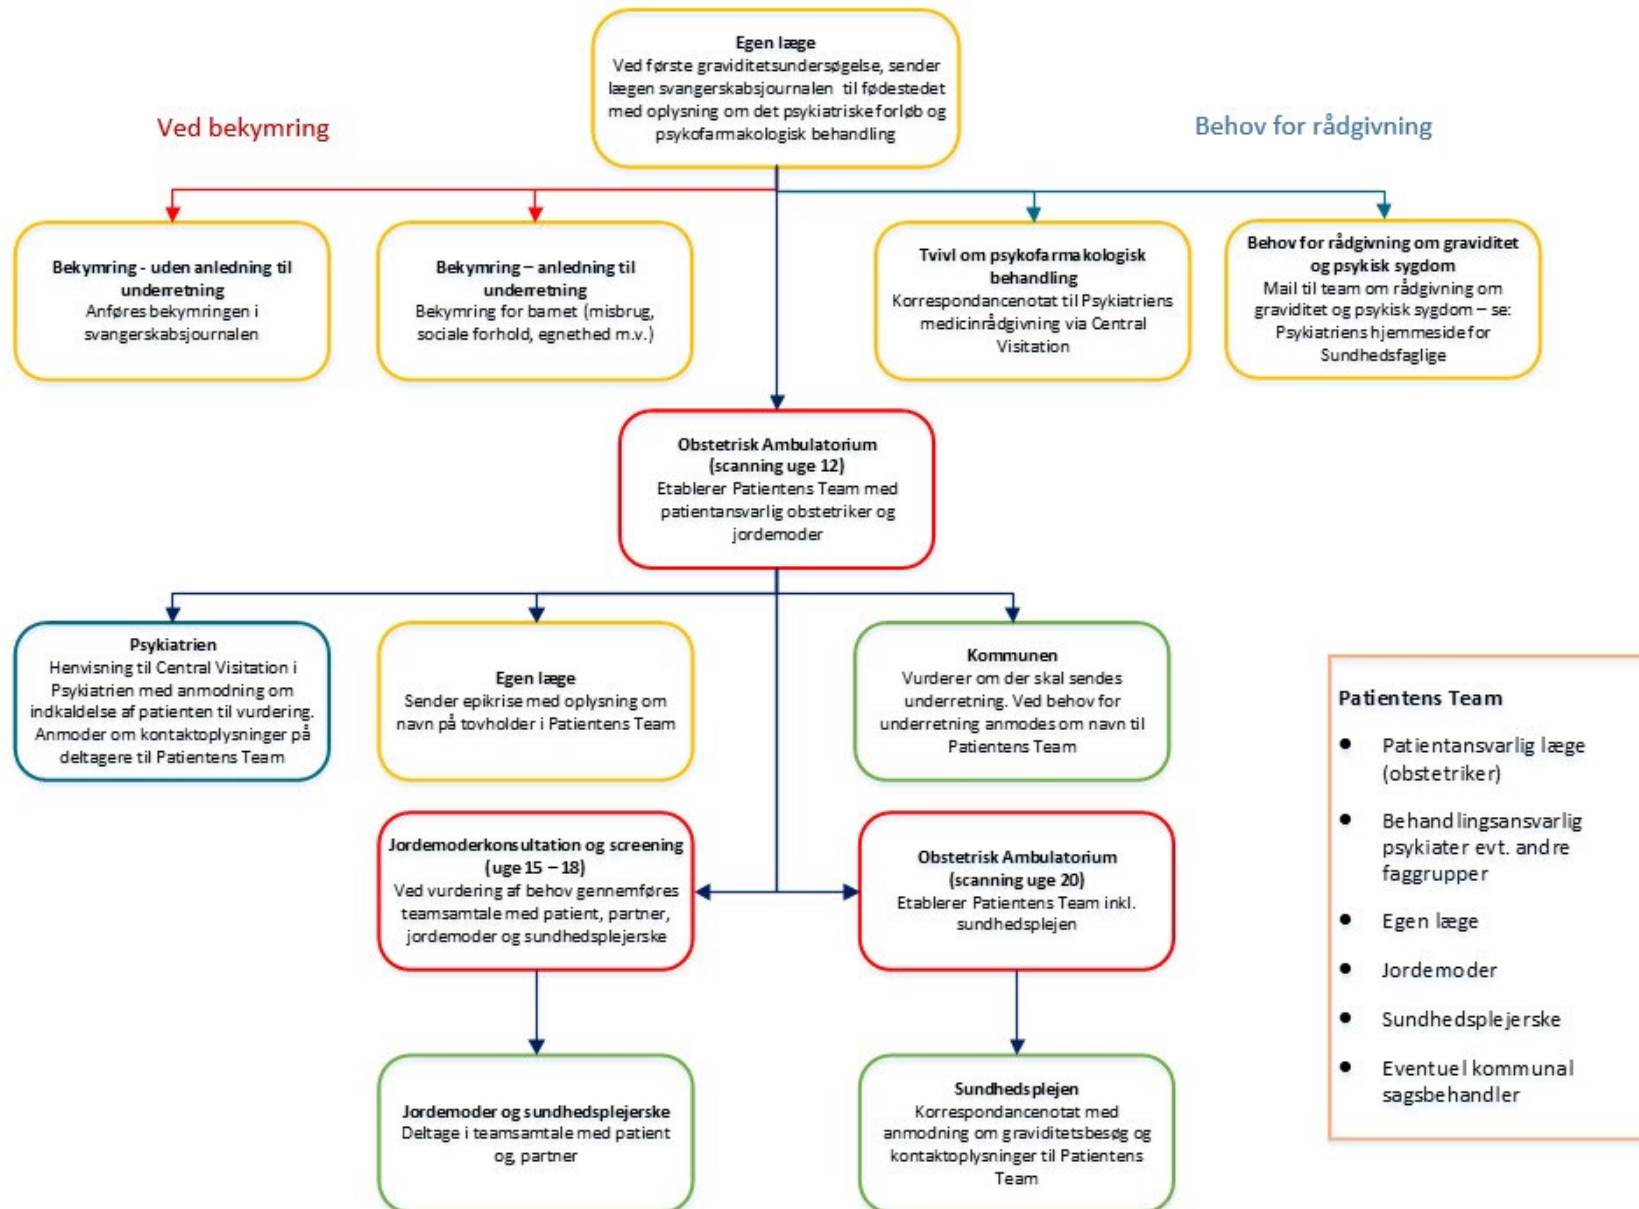 Egen læge
Ved første graviditetsundersøgelse, sender
lægen svangerskabsjournalen til fødestedet
med oplysning om det psykiatriske forløb og
psykofarmakologisk behandling
Ved bekymring
Behov for rådgivning
Bekymring - uden anledning til
underretning
Anføres bekymringen i
svangerskabsjournalen
Bekymring – anledning til
underretning
Bekymring for barnet (misbrug,
sociale forhold, egnethed m.v.)
Tvivl om psykofarmakologisk
behandling
Korrespondancenotat til Psykiatriens
medicinrådgivning via Central
Visitation
Behov for rådgivning om graviditet
og psykisk sygdom
Mail til team om rådgivning om
graviditet og psykisk sygdom – se:
Psykiatriens hjemmeside for
Sundhedsfaglige
Obstetrisk Ambulatorium
(scanning uge 12)
Etablerer Patientens Team med
patientansvarlig obstetriker og
jordemoder
Psykiatrien
Henvisning til Central Visitation i
Psykiatrien med anmodning om
indkaldelse af patienten til vurdering.
Anmoder om kontaktoplysninger på
deltagere til Patientens Team
Egen læge
Sender epikrise med oplysning om
navn på tovholder i Patientens Team
Kommunen
Vurderer om der skal sendes
underretning. Ved behov for
underretning anmodes om navn til
Patientens Team
Jordemoderkonsultation og screening
(uge 15 – 18)
Ved vurdering af behov gennemføres
teamsamtale med patient, partner,
jordemoder og sundhedsplejerske
Obstetrisk Ambulatorium
(scanning uge 20)
Etablerer Patientens Team inkl.
sundhedsplejen
Jordemoder og sundhedsplejerske
Deltage i teamsamtale med patient
og, partner
Sundhedsplejen
Korrespondancenotat med
anmodning om graviditetsbesøg og
kontaktoplysninger til Patientens
Team
Patientens Team
● Patientansvarlig læge
(obstetriker)
● Behandlingsansvarlig
psykiater evt. andre
faggrupper
● Egen læge
● Jordemoder
● Sundhedsplejerske
● Eventuel kommunal
sagsbehandler